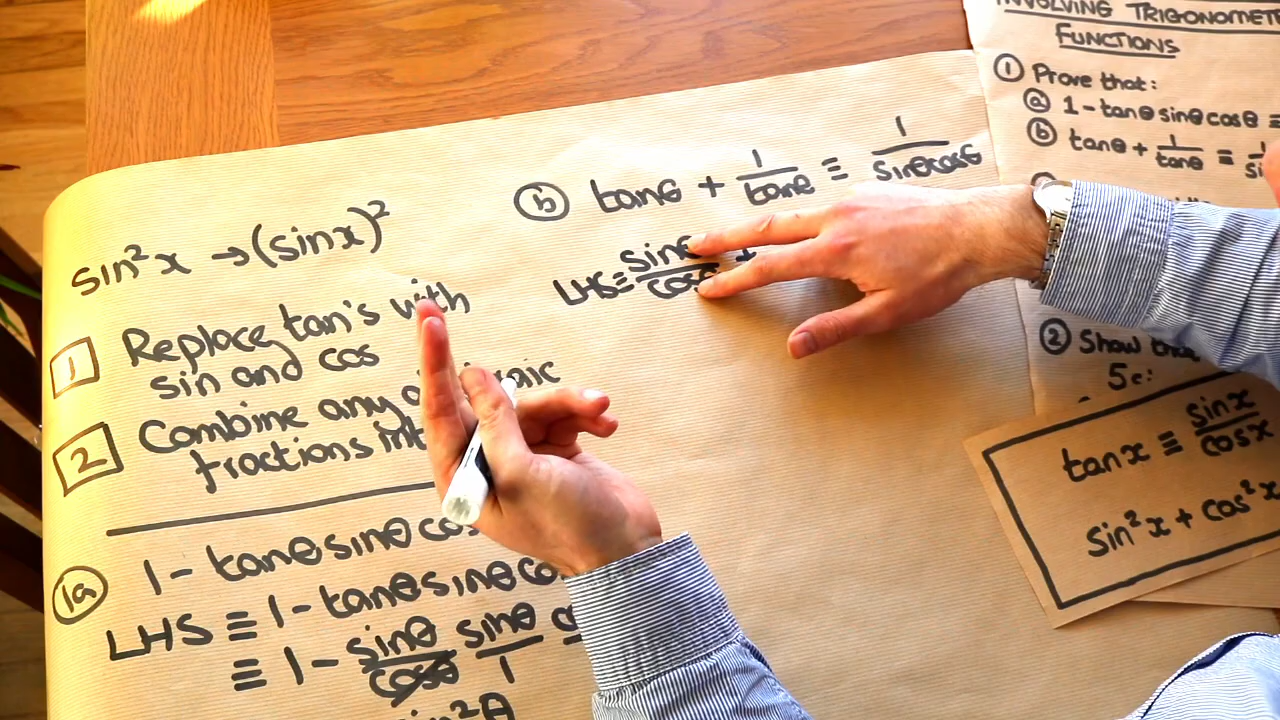 sin²x → (sinx)²
1 Replace tan's with
sin and cos
2 Combine any
fractions
1a 1 - tanθ sinθ
LHS ≡ 1 - tanθ sinθ
≡ 1 - sinθ/cosθ sinθ/1
b tanθ + 1/tanθ ≡ 1/sinθcosθ
LHS ≡ sinθ/cosθ +
INVOLVING
FUNCTIONS
1 Prove that:
a 1 - tanθ sinθ cosθ ≡
b tanθ + 1/tanθ ≡
2 Show
tanx ≡ sinx/cosx
sin²x + cos²x